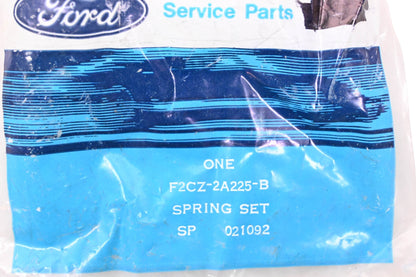 Ford
Service Parts
ONE
F2CZ-2A225-B
SPRING SET
SP 021092